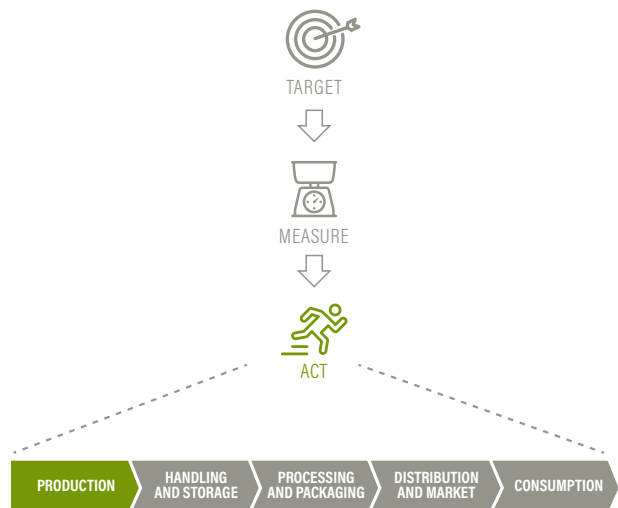 TARGET
MEASURE
ACT
PRODUCTION
HANDLING
AND STORAGE
PROCESSING
AND PACKAGING
DISTRIBUTION
AND MARKET
CONSUMPTION